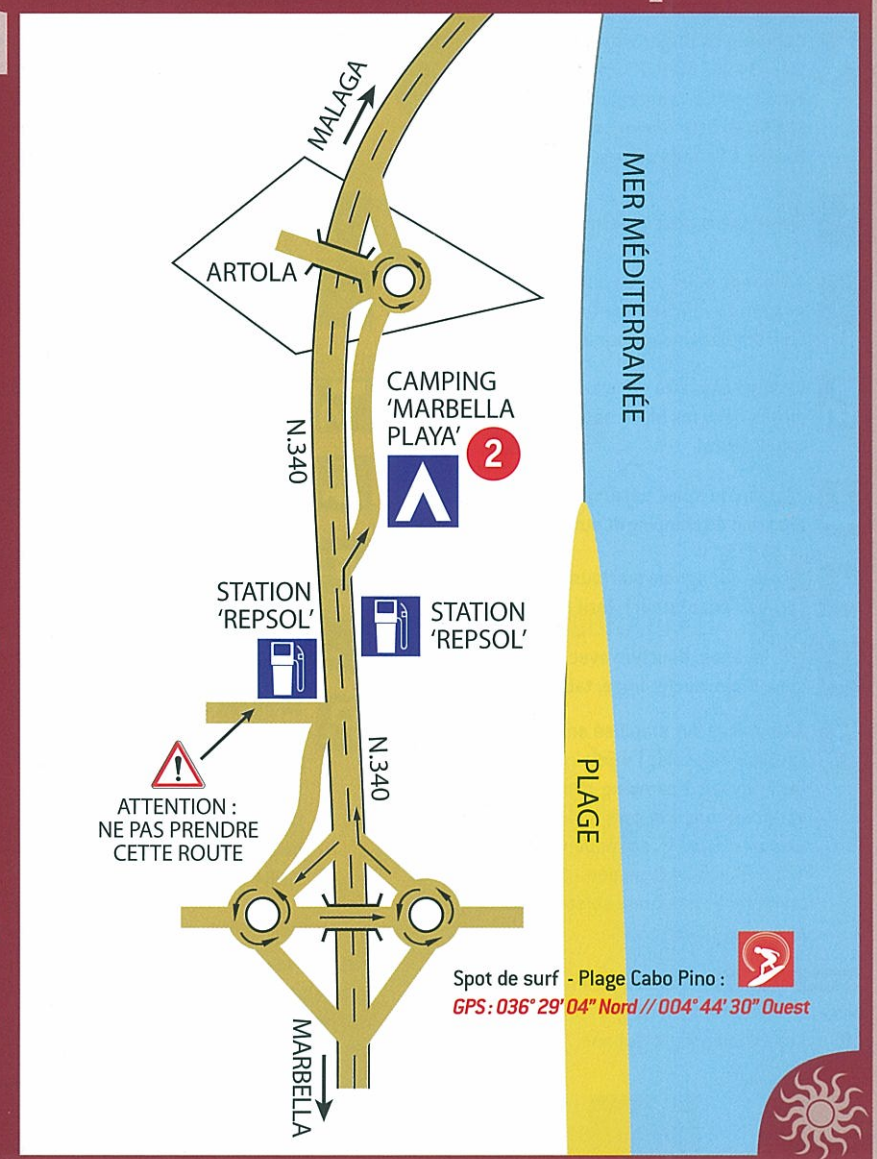 MALAGA
MER MÉDITERRANÉE
ARTOLA
CAMPING
'MARBELLA
PLAYA'
2
N.340
STATION
'REPSOL'
STATION
'REPSOL'
N.340
PLAGE
ATTENTION :
NE PAS PRENDRE
CETTE ROUTE
Spot de surf - Plage Cabo Pino :
GPS : 036° 29' 04" Nord // 004° 44' 30" Ouest
MARBELLA